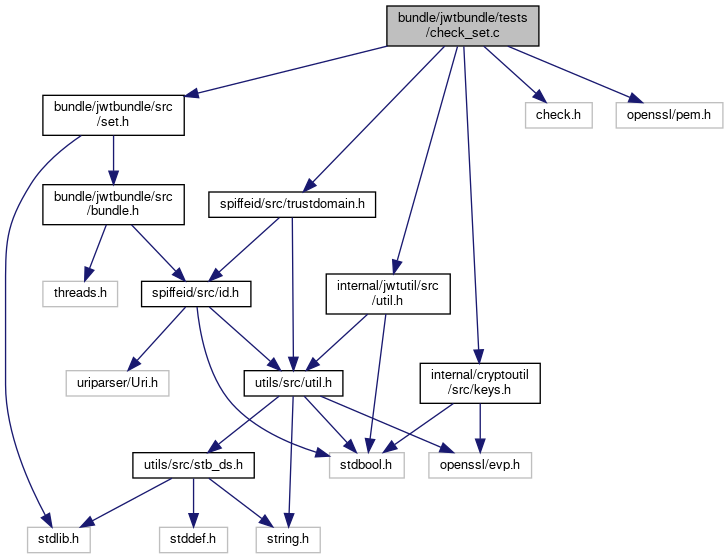 bundle/jwtbundle/tests
/check_set.c
bundle/jwtbundle/src
/set.h
check.h
openssl/pem.h
bundle/jwtbundle/src
/bundle.h
spiffeid/src/trustdomain.h
threads.h
spiffeid/src/id.h
internal/jwtutil/src
/util.h
uriparser/Uri.h
utils/src/util.h
internal/cryptoutil
/src/keys.h
utils/src/stb_ds.h
stdbool.h
openssl/evp.h
stdlib.h
stddef.h
string.h